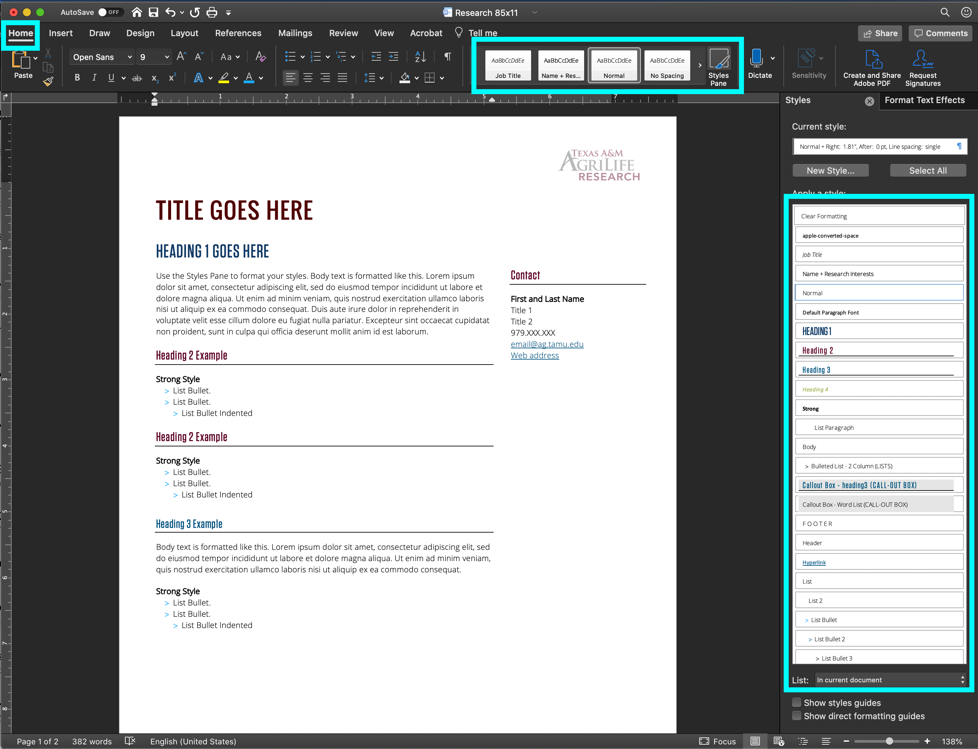 AutoSave OFF
Research 85x11
Home Insert Draw Design Layout References Mailings Review View Acrobat Tell me
Share Comments
Paste
Open Sans 9
AaBbCcDdEe AaBbCcDdEe AaBbCcDdEe AaBbCcDdEe
Job Title Name + Res... Normal No Spacing
Styles Pane
Dictate
Sensitivity
Create and Share Adobe PDF
Request Signatures
Styles Format Text Effects
Current style:
Normal + Right: 1.81", After: 0 pt, Line spacing: single
New Style... Select All
Apply a style:
Clear Formatting
apple-converted-space
Job Title
Name + Research Interests
Normal
Default Paragraph Font
HEADING 1
Heading 2
Heading 3
Heading 4
Strong
List Paragraph
Body
> Bulleted List - 2 Column (LISTS)
Callout Box - heading3 (CALL-OUT BOX)
Callout Box - Word List (CALL-OUT BOX)
FOOTER
Header
Hyperlink
List
List 2
> List Bullet
> List Bullet 2
> List Bullet 3
List: In current document
Show styles guides
Show direct formatting guides
TEXAS A&M
AGRILIFE
RESEARCH
TITLE GOES HERE
HEADING 1 GOES HERE
Use the Styles Pane to format your styles. Body text is formatted like this. Lorem ipsum
dolor sit amet, consectetur adipiscing elit, sed do eiusmod tempor incididunt ut labore et
dolore magna aliqua. Ut enim ad minim veniam, quis nostrud exercitation ullamco laboris
nisi ut aliquip ex ea commodo consequat. Duis aute irure dolor in reprehenderit in
voluptate velit esse cillum dolore eu fugiat nulla pariatur. Excepteur sint occaecat cupidatat
non proident, sunt in culpa qui officia deserunt mollit anim id est laborum.
Heading 2 Example
Strong Style
> List Bullet.
> List Bullet.
> List Bullet Indented
Heading 2 Example
Strong Style
> List Bullet.
> List Bullet.
> List Bullet Indented
Heading 3 Example
Body text is formatted like this. Lorem ipsum dolor sit amet, consectetur adipiscing elit, sed
do eiusmod tempor incididunt ut labore et dolore magna aliqua. Ut enim ad minim veniam,
quis nostrud exercitation ullamco laboris nisi ut aliquip ex ea commodo consequat.
Strong Style
> List Bullet.
> List Bullet.
> List Bullet Indented
Contact
First and Last Name
Title 1
Title 2
979.XXX.XXX
email@ag.tamu.edu
Web address
Page 1 of 2 382 words English (United States) Focus 138%